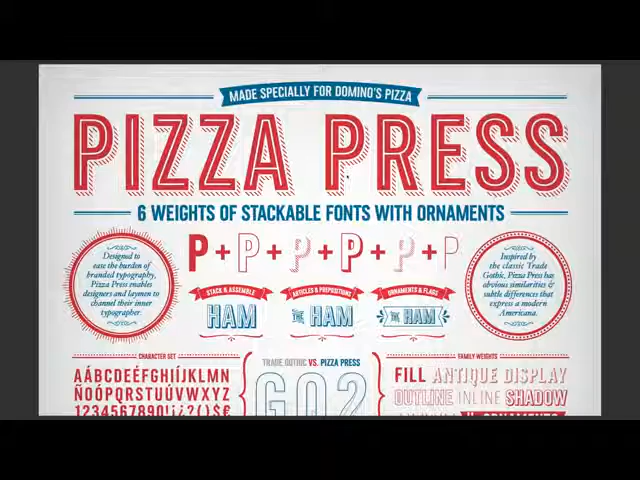 MADE SPECIALLY FOR DOMINO'S PIZZA
PIZZA PRESS
6 WEIGHTS OF STACKABLE FONTS WITH ORNAMENTS
P + P + P + P + P + P
Designed to
ease the burden of
branded typography,
Pizza Press enables
designers and laymen to
channel their inner
typographer.
STACK & ASSEMBLE
HAM
ARTICLES & PREPOSITIONS
THE HAM
ORNAMENTS & FLAGS
THE HAM
Inspired by
the classic Trade
Gothic, Pizza Press has
obvious similarities &
subtle differences that
express a modern
Americana.
CHARACTER SET
AÁBCDEÉFGHIÍJKLMN
ÑOÓPQRSTUÚVWXYZ
1234567890!¡¿?()$€
TRADE GOTHIC VS. PIZZA PRESS
GQ2
FAMILY WEIGHTS
FILL ANTIQUE DISPLAY
OUTLINE INLINE SHADOW